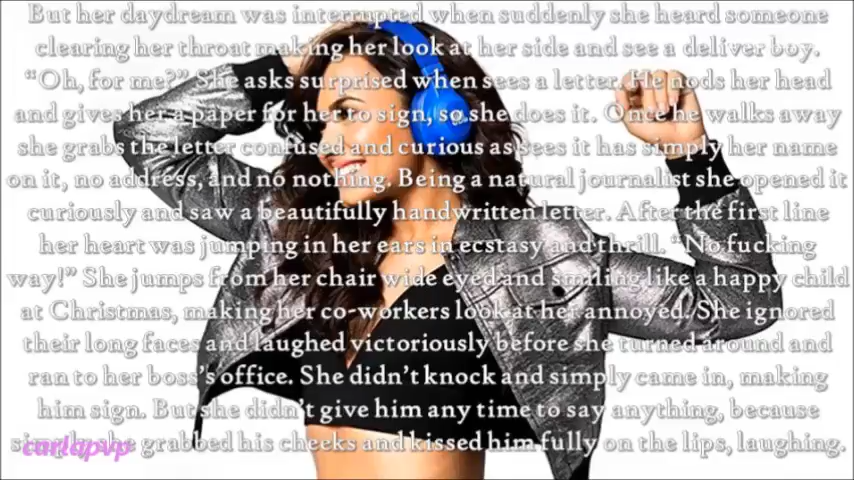 But her daydream was interrupted when suddenly she heard someone
clearing her throat making her look at her side and see a deliver boy.
“Oh, for me?” She asks surprised when sees a letter. He nods her head
and gives her a paper for her to sign, so she does it. Once he walks away
she grabs the letter confused and curious as sees it has simply her name
on it, no address, and no nothing. Being a natural journalist she opened it
curiously and saw a beautifully handwritten letter. After the first line
her heart was jumping in her ears in ecstasy and thrill. “No fucking
way!” She jumps from her chair wide eyed and smiling like a happy child
at Christmas, making her co-workers look at her annoyed. She ignored
their long faces and laughed victoriously before she turned around and
ran to her boss’s office. She didn’t knock and simply came in, making
him sign. But she didn’t give him any time to say anything, because
she grabbed his cheeks and kissed him fully on the lips, laughing.
carlapvp